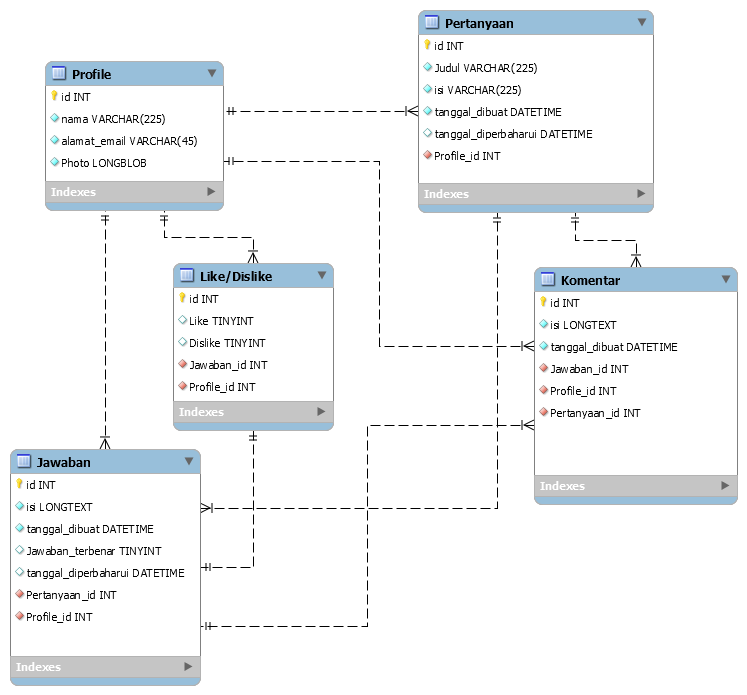 Profile
id INT
nama VARCHAR(225)
alamat_email VARCHAR(45)
Photo LONGBLOB
Indexes
Pertanyaan
id INT
Judul VARCHAR(225)
isi VARCHAR(225)
tanggal_dibuat DATETIME
tanggal_diperbaharui DATETIME
Profile_id INT
Indexes
Like/Dislike
id INT
Like TINYINT
Dislike TINYINT
Jawaban_id INT
Profile_id INT
Indexes
Komentar
id INT
isi LONGTEXT
tanggal_dibuat DATETIME
Jawaban_id INT
Profile_id INT
Pertanyaan_id INT
Indexes
Jawaban
id INT
isi LONGTEXT
tanggal_dibuat DATETIME
Jawaban_terbenar TINYINT
tanggal_diperbaharui DATETIME
Pertanyaan_id INT
Profile_id INT
Indexes